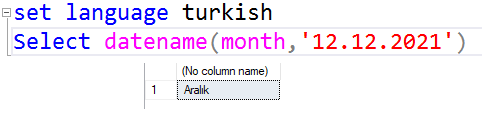 set language turkish
Select datename(month,'12.12.2021')
(No column name)
1 Aralık